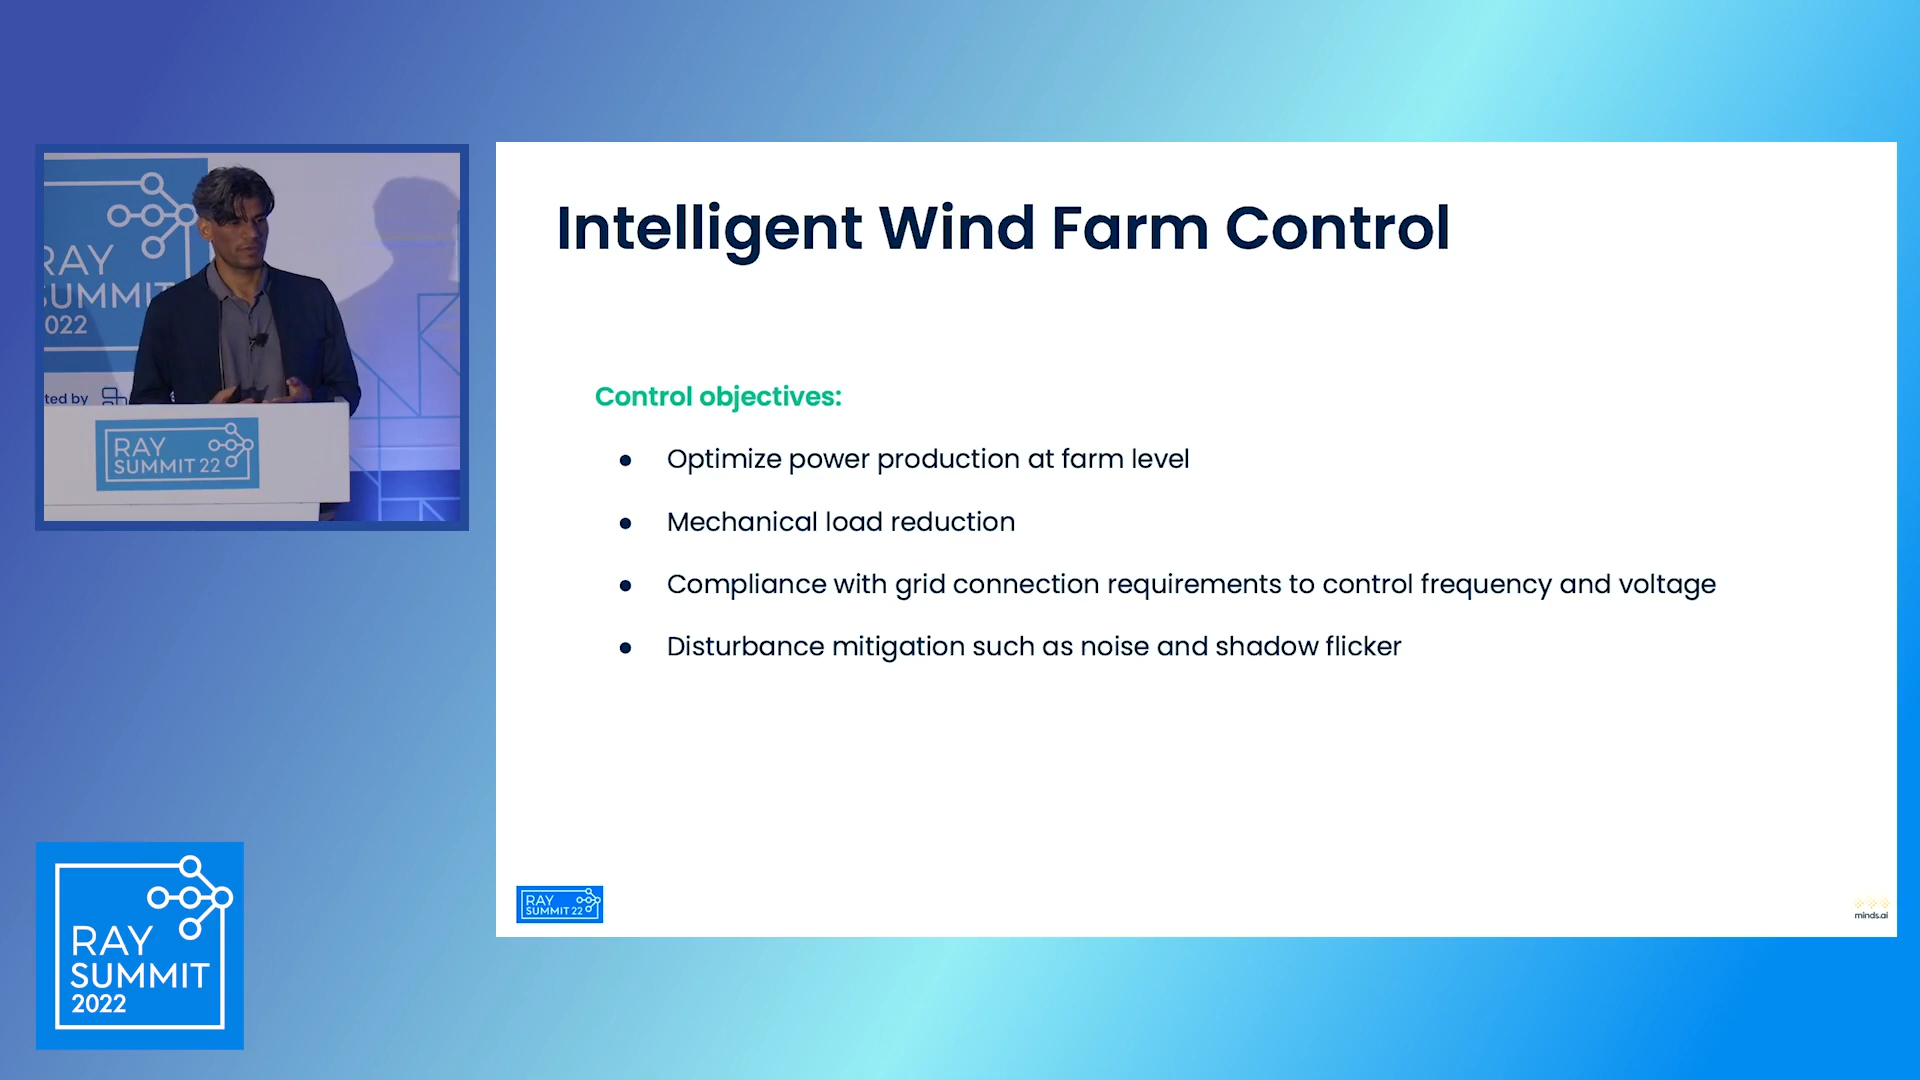 RAY
SUMMIT
022
ted by
RAY
SUMMIT 22
Intelligent Wind Farm Control
Control objectives:
● Optimize power production at farm level
● Mechanical load reduction
● Compliance with grid connection requirements to control frequency and voltage
● Disturbance mitigation such as noise and shadow flicker
RAY
SUMMIT 22
minds.ai
RAY
SUMMIT
2022